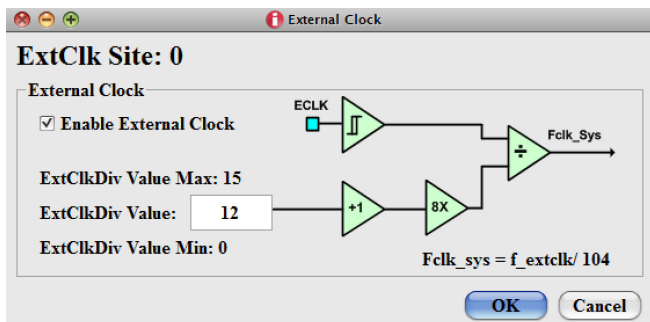 External Clock
ExtClk Site: 0
External Clock
Enable External Clock
ECLK
Fclk_Sys
÷
ExtClkDiv Value Max: 15
ExtClkDiv Value: 12
+1
8X
ExtClkDiv Value Min: 0
Fclk_sys = f_extclk/ 104
OK Cancel